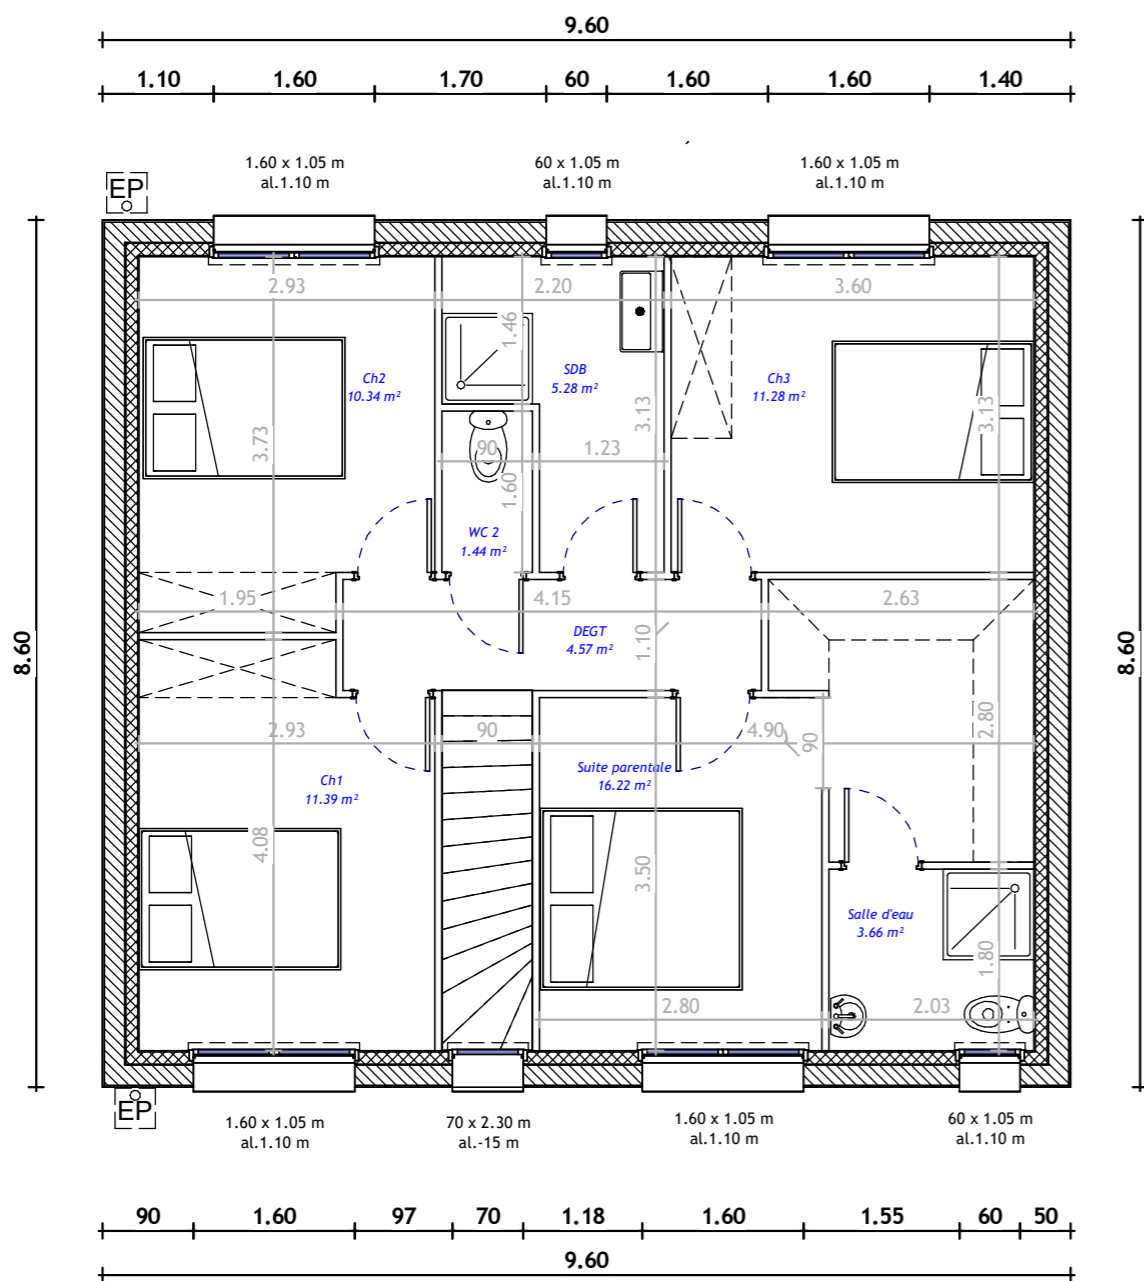 9.60
1.10 1.60 1.70 60 1.60 1.60 1.40
1.60 x 1.05 m
al.1.10 m
60 x 1.05 m
al.1.10 m
1.60 x 1.05 m
al.1.10 m
EP
2.93 2.20 3.60
1.46
SDB
5.28 m²
Ch2
10.34 m²
Ch3
11.28 m²
3.13
3.13
3.73
90 1.23
1.60
WC 2
1.44 m²
1.95 4.15 2.63
DEGT
4.57 m²
1.10
8.60
8.60
2.80
2.93 90 4.90
90
Suite parentale
16.22 m²
Ch1
11.39 m²
4.08
3.50
Salle d'eau
3.66 m²
1.80
2.80 2.03
EP
1.60 x 1.05 m
al.1.10 m
70 x 2.30 m
al.-15 m
1.60 x 1.05 m
al.1.10 m
60 x 1.05 m
al.1.10 m
90 1.60 97 70 1.18 1.60 1.55 60 50
9.60